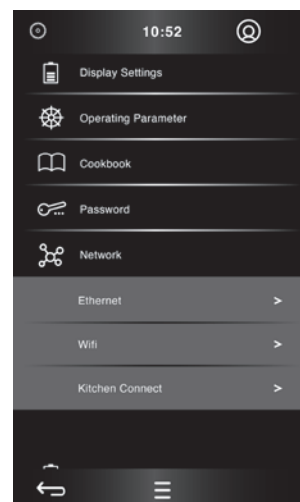 10:52
Display Settings
Operating Parameter
Cookbook
Password
Network
Ethernet >
Wifi >
Kitchen Connect >